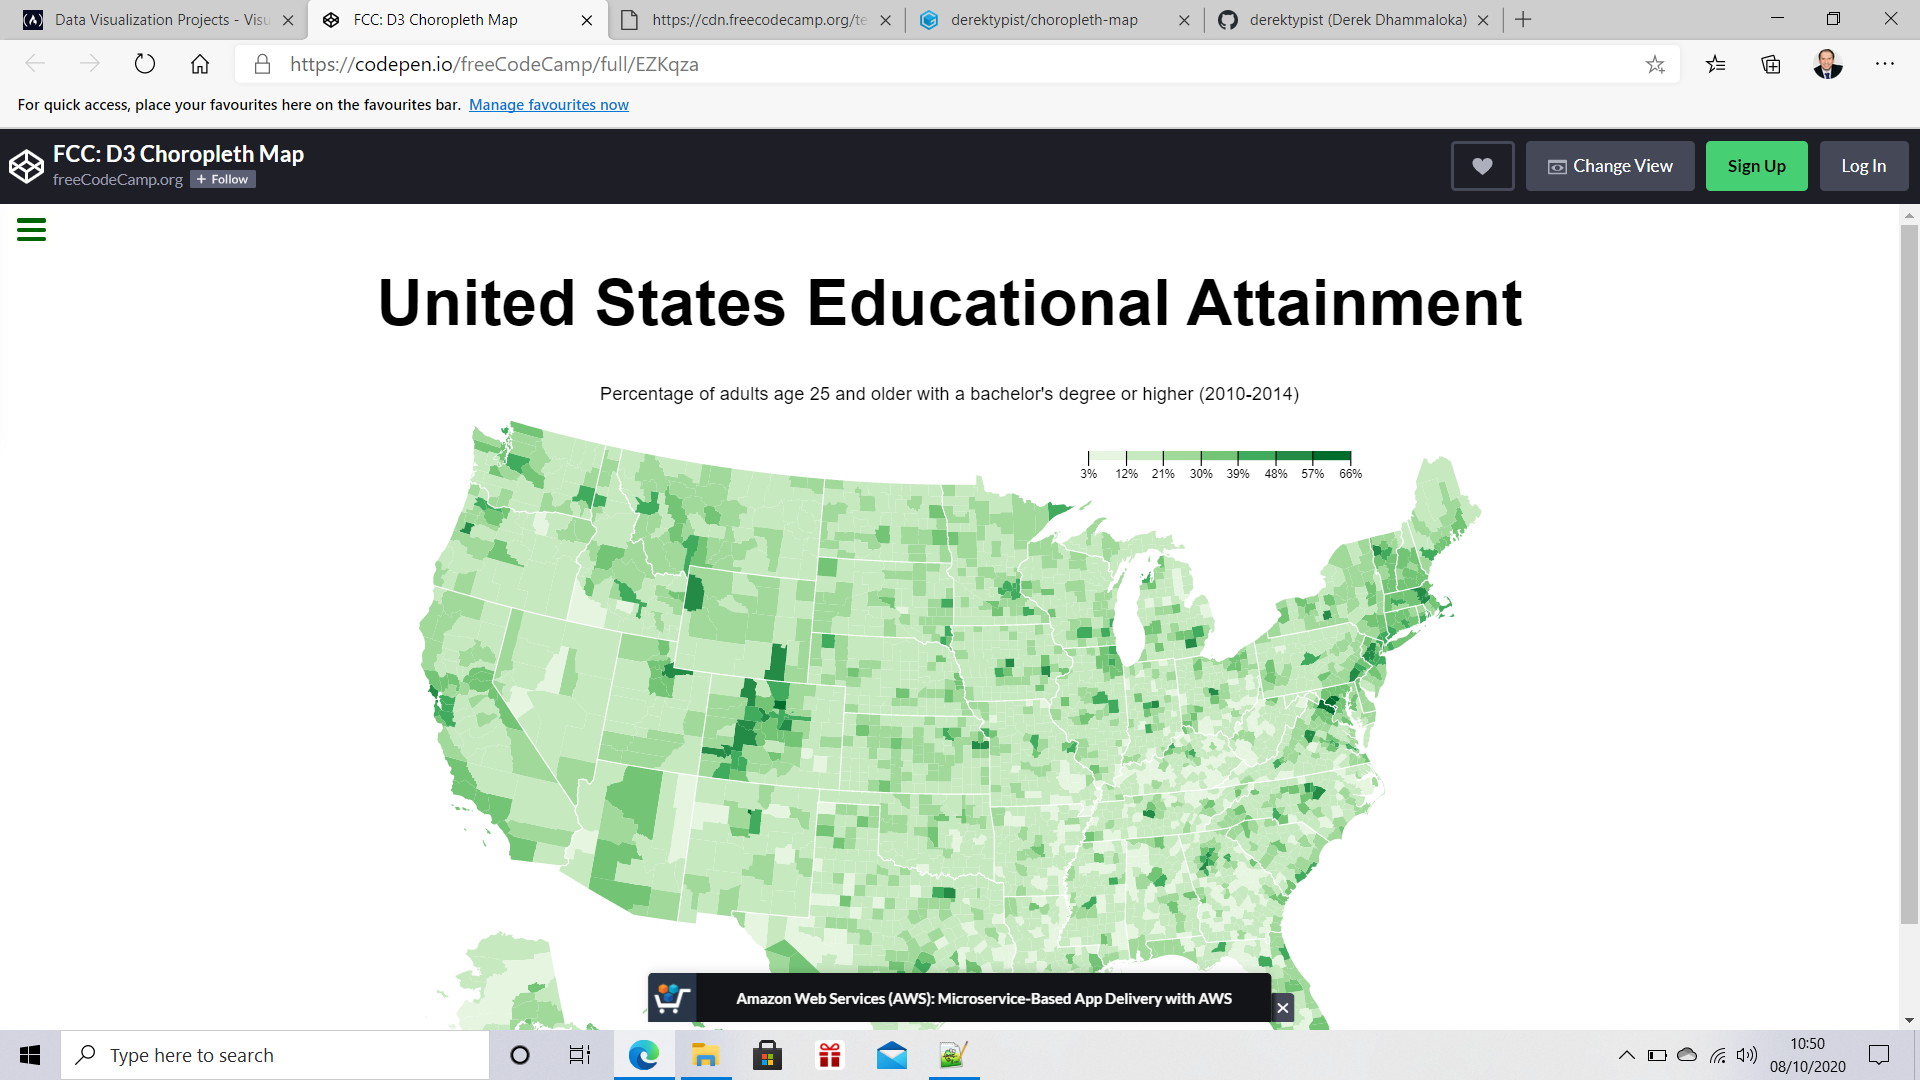 Data Visualization Projects - Visu
FCC: D3 Choropleth Map
https://cdn.freecodecamp.org/te
derektypist/choropleth-map
derektypist (Derek Dhammaloka)
https://codepen.io/freeCodeCamp/full/EZKqza
For quick access, place your favourites here on the favourites bar. Manage favourites now
FCC: D3 Choropleth Map
freeCodeCamp.org + Follow
Change View
Sign Up
Log In
United States Educational Attainment
Percentage of adults age 25 and older with a bachelor's degree or higher (2010-2014)
3% 12% 21% 30% 39% 48% 57% 66%
Amazon Web Services (AWS): Microservice-Based App Delivery with AWS
Type here to search
10:50
08/10/2020